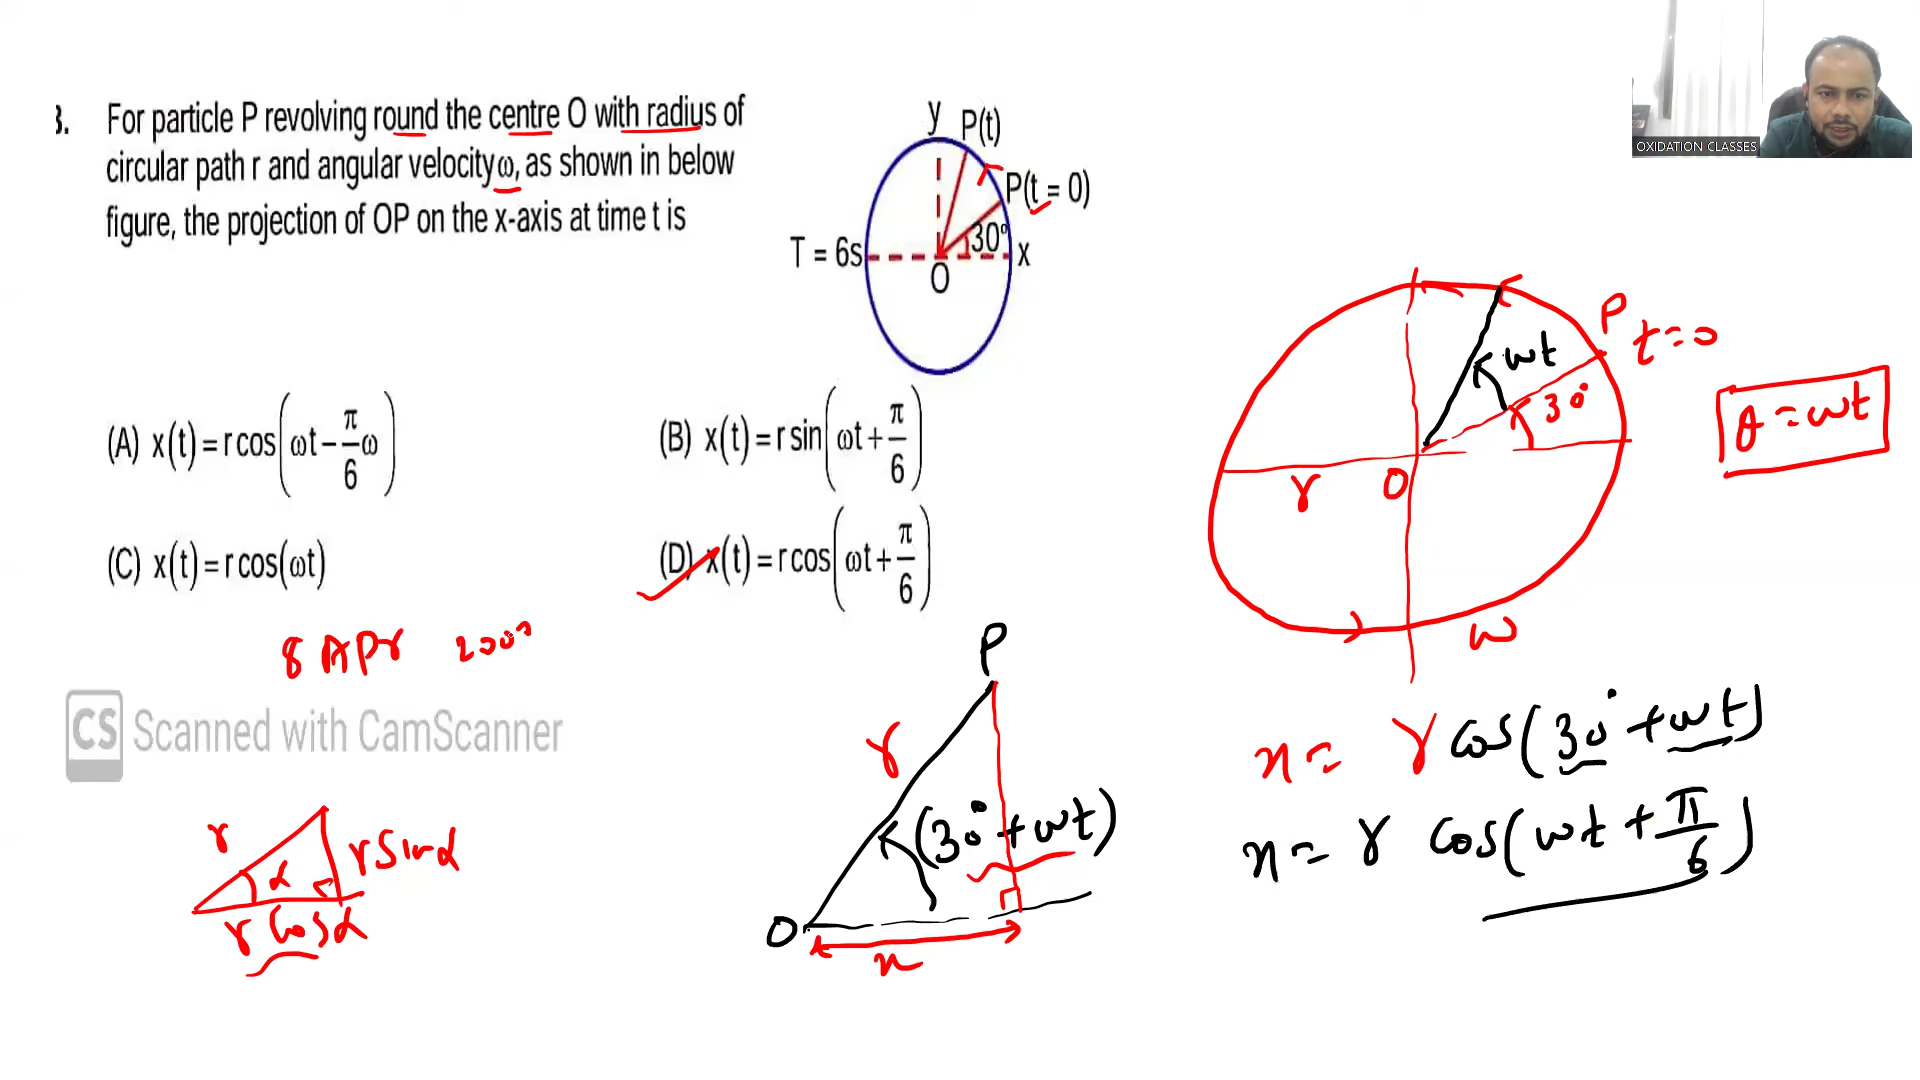 OXIDATION CLASSES
3. For particle P revolving round the centre O with radius of
circular path r and angular velocity ω, as shown in below
figure, the projection of OP on the x-axis at time t is
y P(t)
P(t = 0)
30°
T = 6s
x
O
(A) x(t) = r cos(ωt − π/6 ω)
(B) x(t) = r sin(ωt + π/6)
(C) x(t) = r cos(ωt)
(D) x(t) = r cos(ωt + π/6)
8 APr
CS Scanned with CamScanner
r
α
r Sinα
r Cosα
P
r
(30° + ωt)
O
x
P
t = 0
ωt
30°
r
O
ω
θ = ωt
x = r cos(30° + ωt)
x = r cos(ωt + π/6)